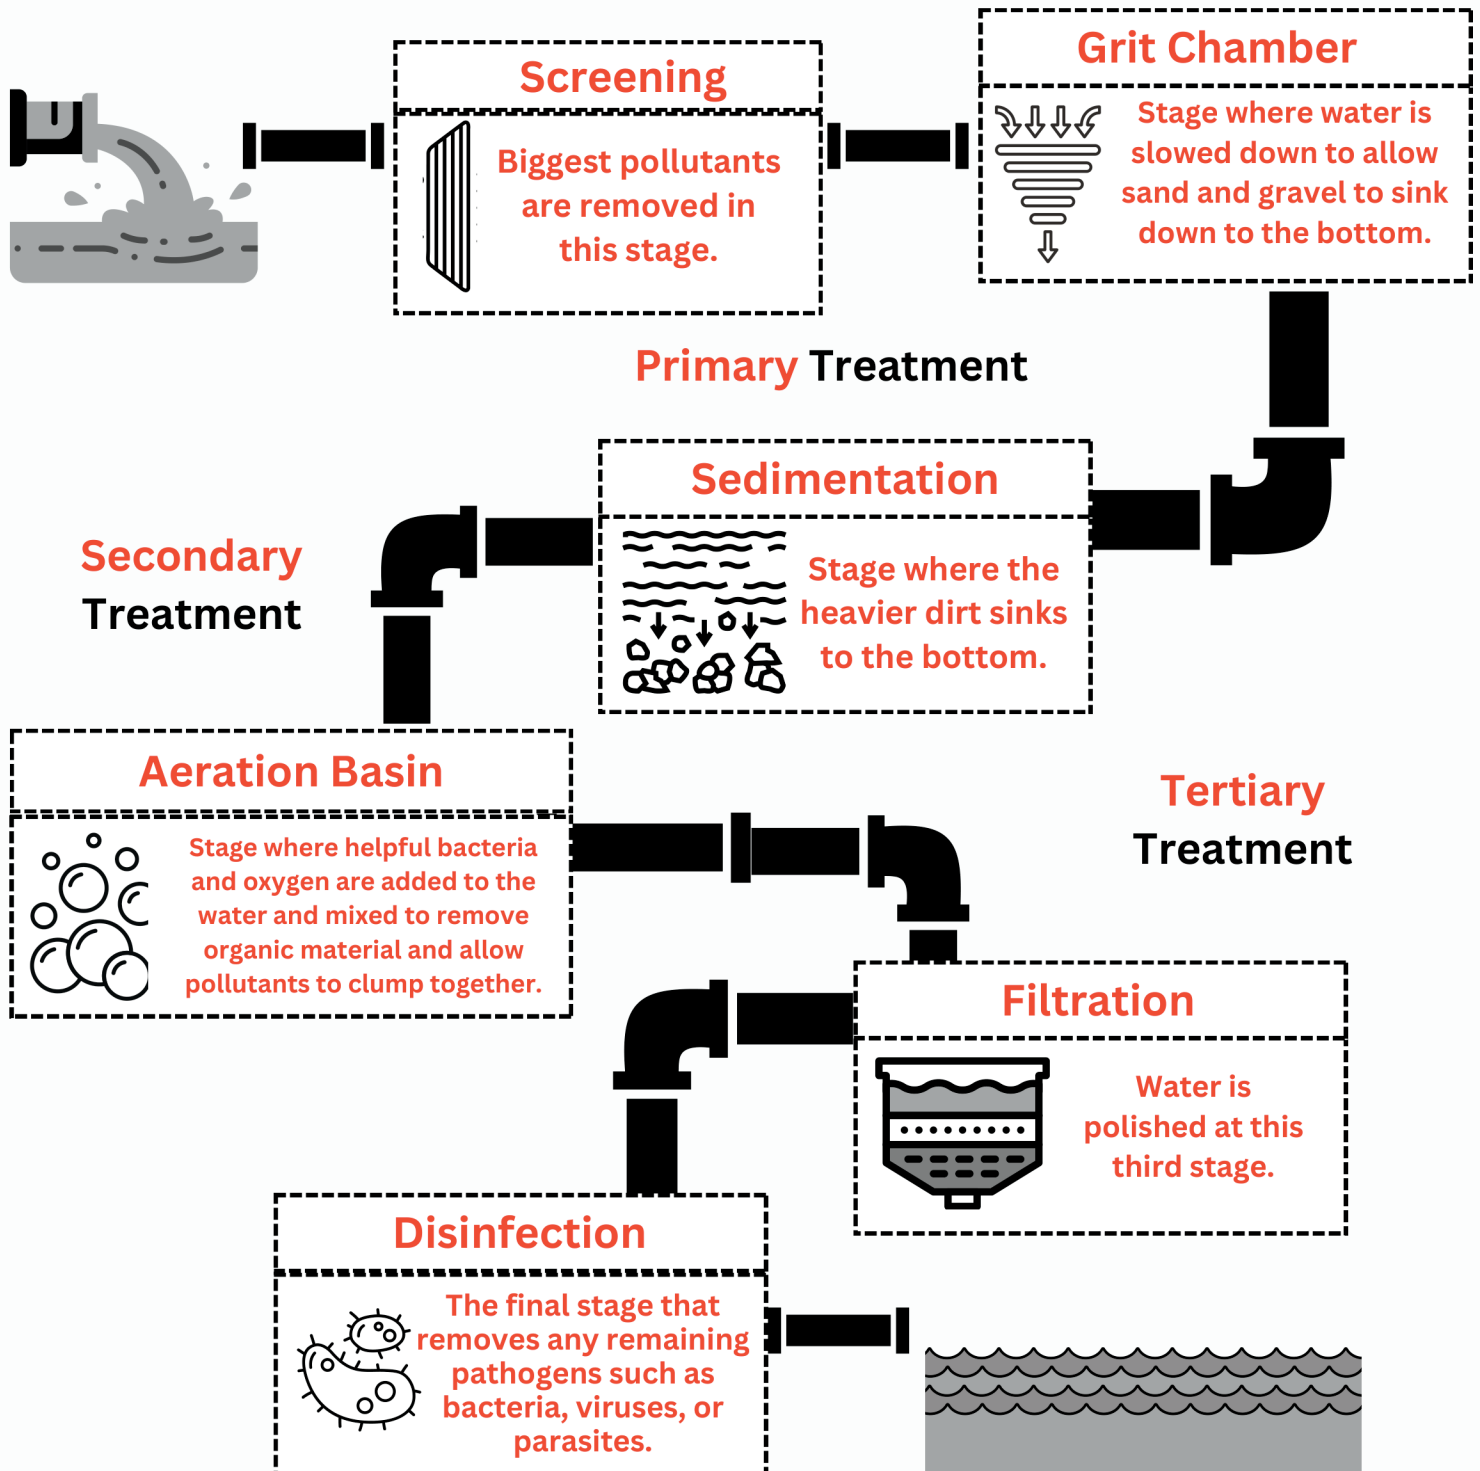 Screening
Biggest pollutants
are removed in
this stage.
Grit Chamber
Stage where water is
slowed down to allow
sand and gravel to sink
down to the bottom.
Primary Treatment
Sedimentation
Stage where the
heavier dirt sinks
to the bottom.
Secondary
Treatment
Aeration Basin
Stage where helpful bacteria
and oxygen are added to the
water and mixed to remove
organic material and allow
pollutants to clump together.
Tertiary
Treatment
Filtration
Water is
polished at this
third stage.
Disinfection
The final stage that
removes any remaining
pathogens such as
bacteria, viruses, or
parasites.